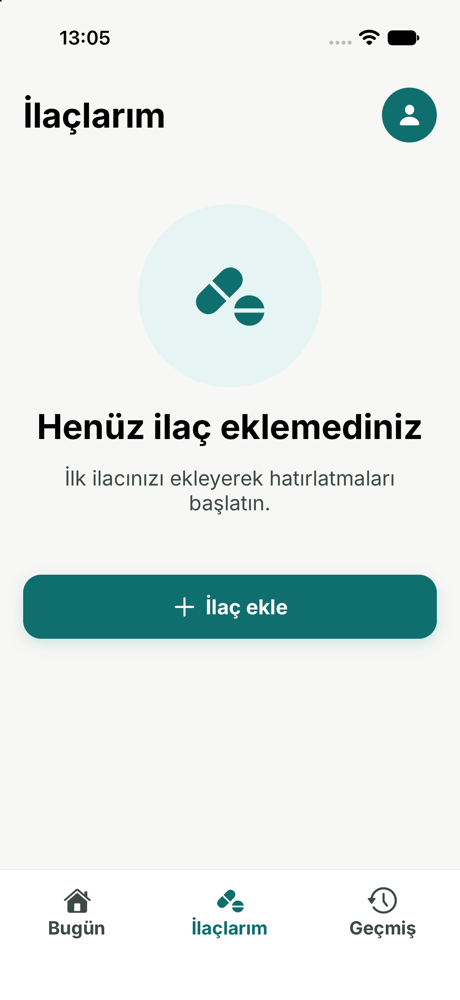 13:05
İlaçlarım
Henüz ilaç eklemediniz
İlk ilacınızı ekleyerek hatırlatmaları
başlatın.
İlaç ekle
Bugün
İlaçlarım
Geçmiş